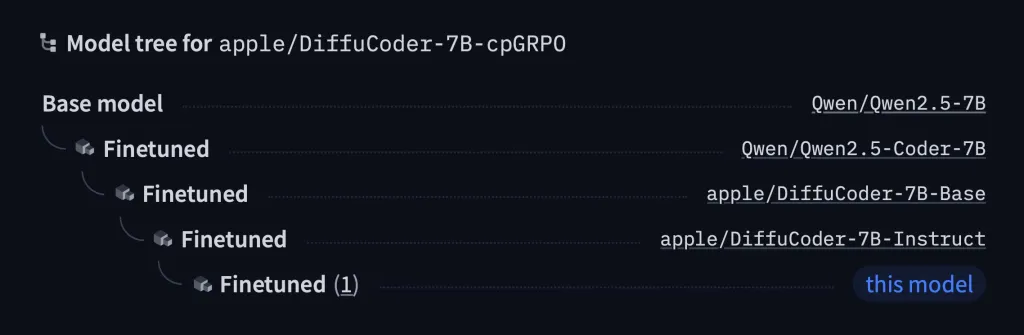 Model tree for apple/DiffuCoder-7B-cpGRPO
Base model Qwen/Qwen2.5-7B
Finetuned Qwen/Qwen2.5-Coder-7B
Finetuned apple/DiffuCoder-7B-Base
Finetuned apple/DiffuCoder-7B-Instruct
Finetuned (1) this model